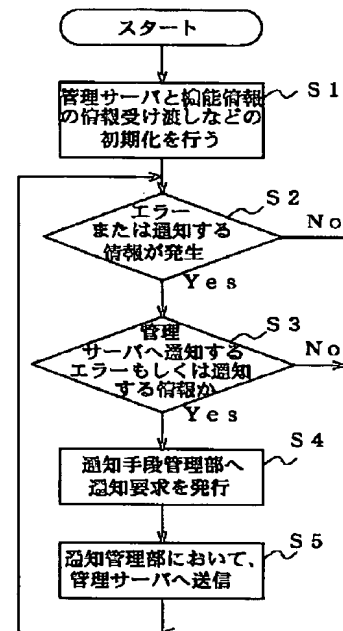 スタート
管理サーバと機能情報
の情報受け渡しなどの
初期化を行う
S1
エラー
または通知する
情報が発生
S2
No
Yes
管理
サーバへ通知する
エラーもしくは通知
する情報か
S3
No
Yes
通知手段管理部へ
通知要求を発行
S4
通知管理部において、
管理サーバへ送信
S5